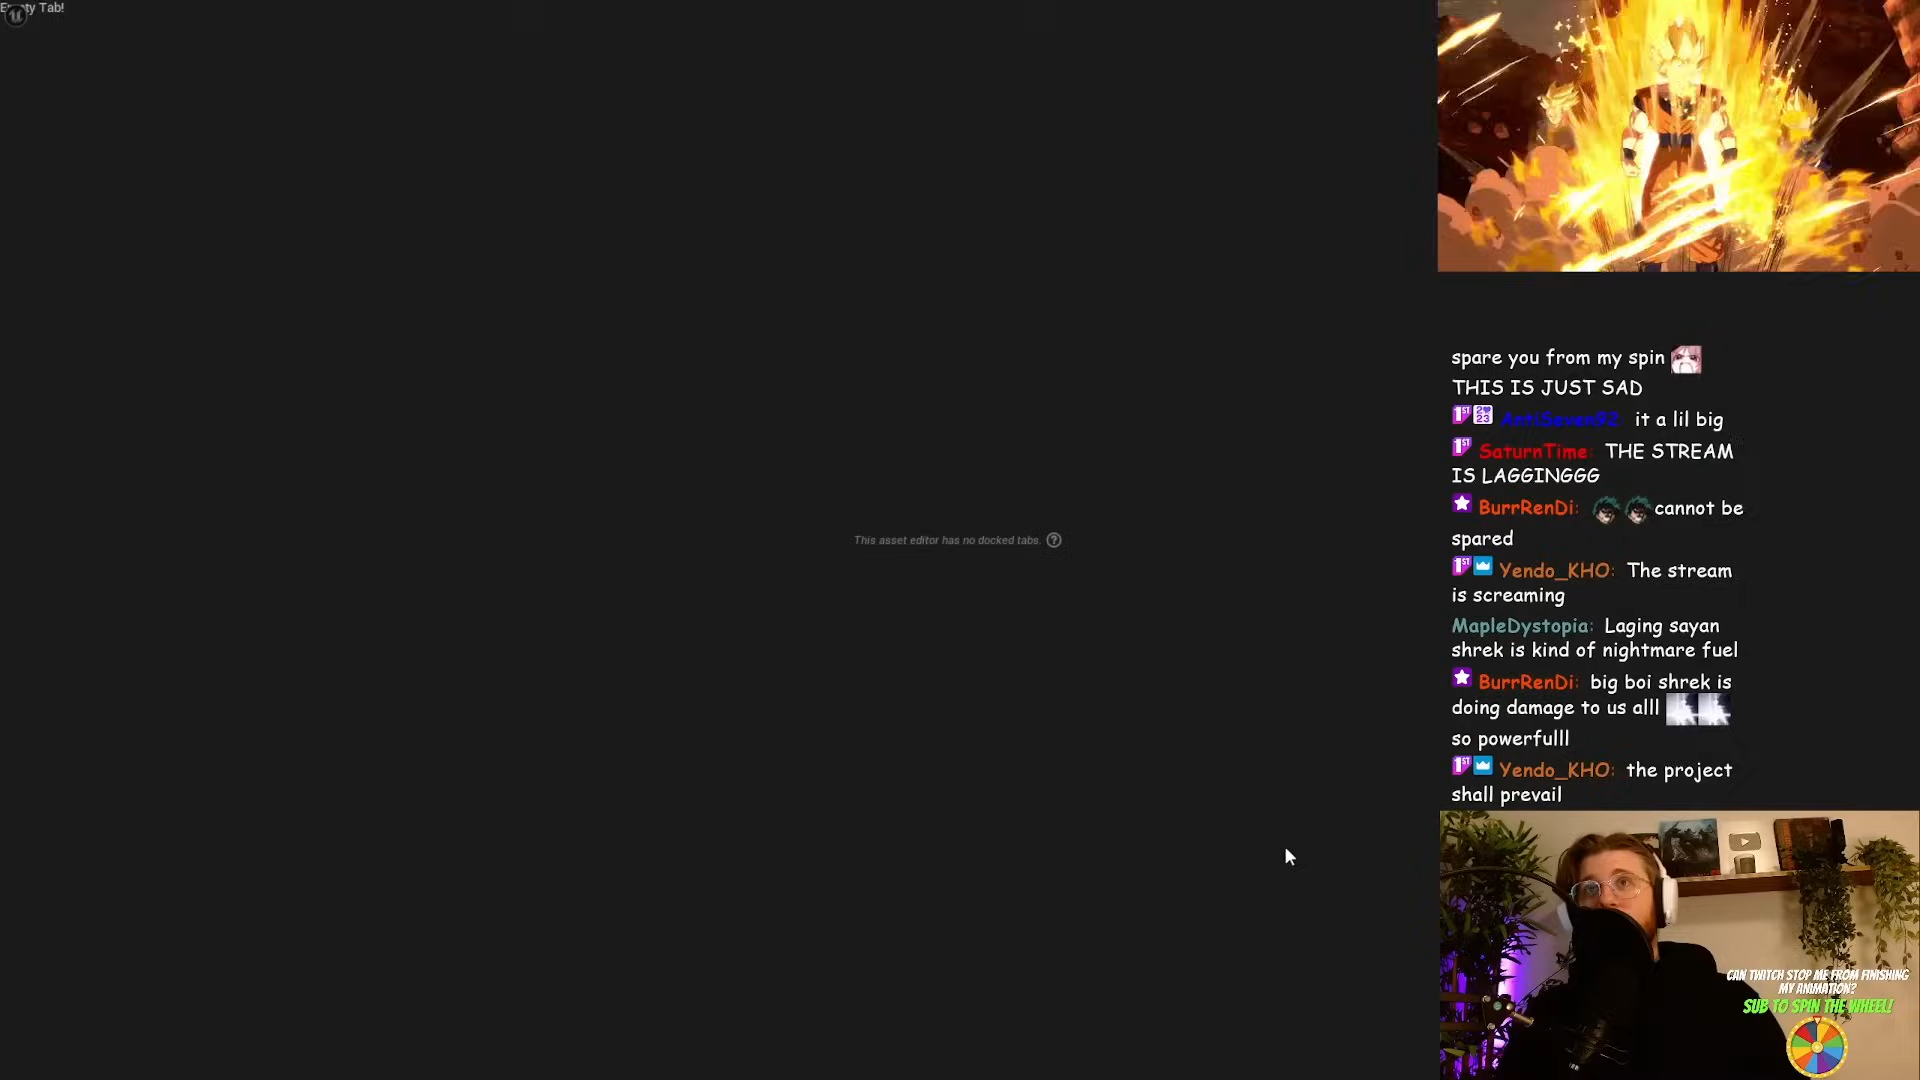 Tab!
This asset editor has no docked tabs. ?
spare you from my spin
THIS IS JUST SAD
AntiSeven92 it a lil big
SaturnTime: THE STREAM
IS LAGGINGGG
BurrRenDi: cannot be
spared
Yendo_KHO: The stream
is screaming
MapleDystopia: Laging sayan
shrek is kind of nightmare fuel
BurrRenDi: big boi shrek is
doing damage to us alll
so powerfulll
Yendo_KHO: the project
shall prevail
CAN TWITCH STOP ME FROM FINISHING
MY ANIMATION?
SUB TO SPIN THE WHEEL!